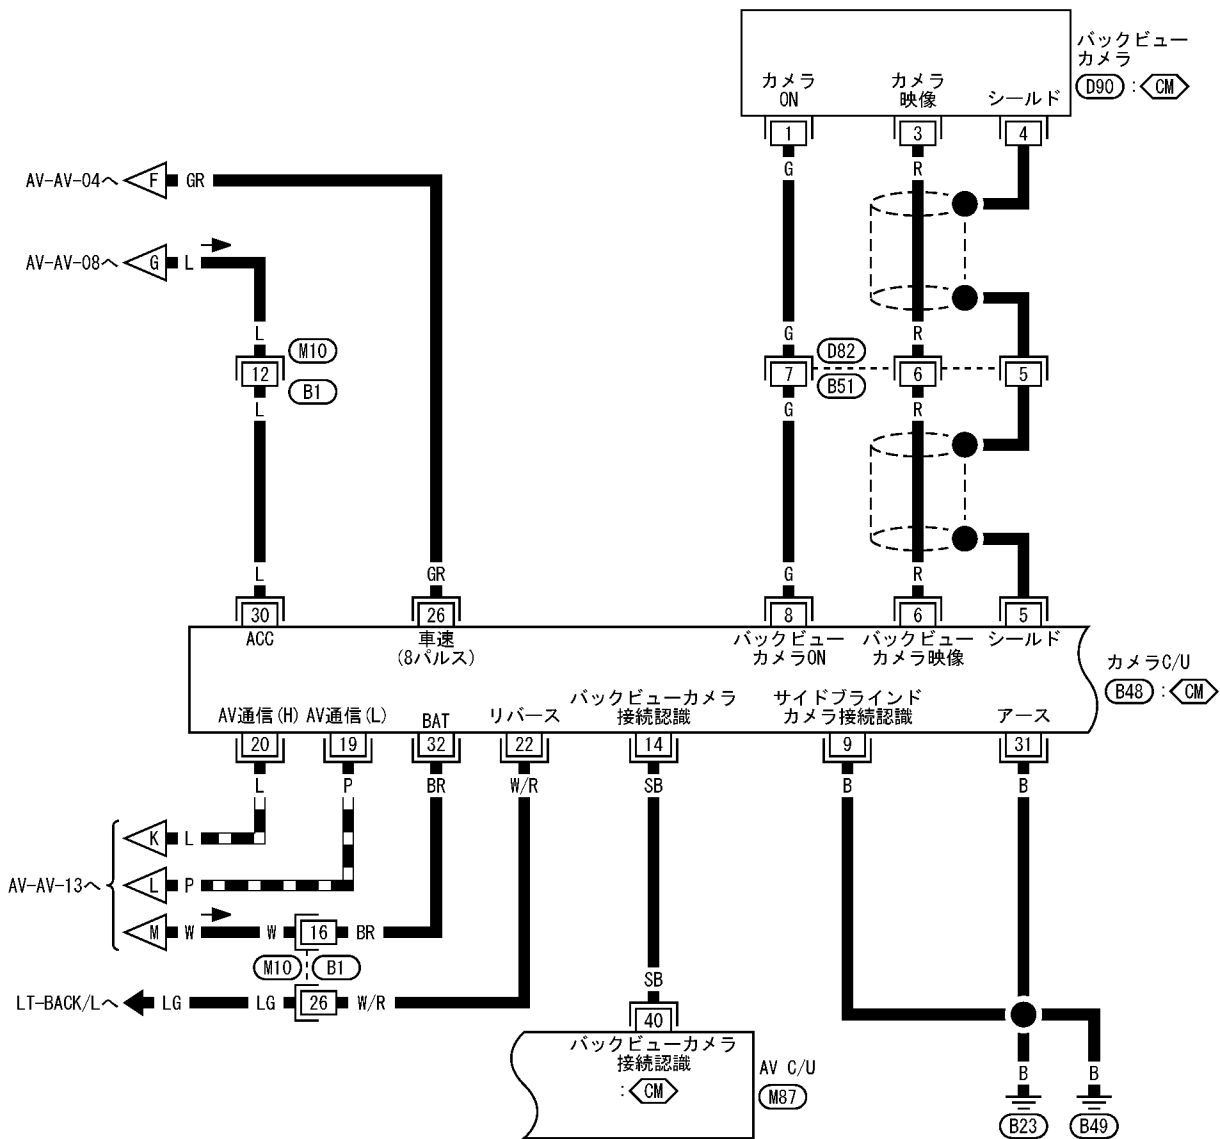 バックビュー
カメラ
D90 : CM
カメラ
ON
カメラ
映像
シールド
1
3
4
G
R
AV-AV-04へ
F
GR
AV-AV-08へ
G
L
L
G
R
M10
12
B1
L
D82
7
6
5
B51
G
R
L
GR
G
R
30
26
8
6
5
ACC
車速
(8パルス)
バックビュー
カメラON
バックビュー
カメラ映像
シールド
カメラC/U
B48 : CM
AV通信(H)
AV通信(L)
BAT
リバース
バックビューカメラ
接続認識
サイドブラインド
カメラ接続認識
アース
20
19
32
22
14
9
31
L
P
BR
W/R
SB
B
B
AV-AV-13へ
K
L
L
P
M
W
W
16
BR
M10
B1
LT-BACK/Lへ
LG
LG
26
W/R
SB
40
バックビューカメラ
接続認識
: CM
AV C/U
M87
B
B
B23
B49